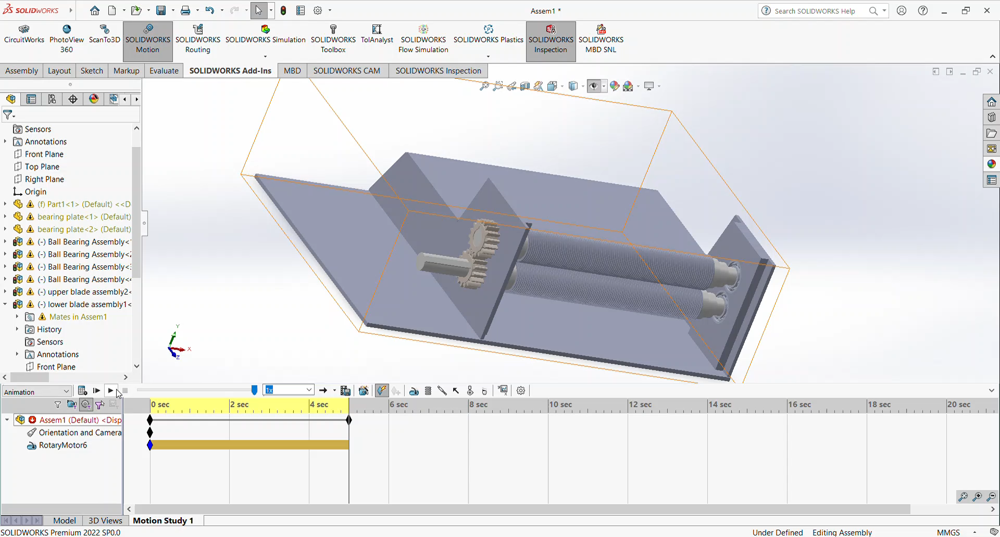 SOLIDWORKS
Assem1 *
Search SOLIDWORKS Help
CircuitWorks
PhotoView
360
ScanTo3D
SOLIDWORKS
Motion
SOLIDWORKS
Routing
SOLIDWORKS Simulation
SOLIDWORKS
Toolbox
TolAnalyst
SOLIDWORKS
Flow Simulation
SOLIDWORKS Plastics
SOLIDWORKS
Inspection
SOLIDWORKS
MBD SNL
Assembly
Layout
Sketch
Markup
Evaluate
SOLIDWORKS Add-Ins
MBD
SOLIDWORKS CAM
SOLIDWORKS Inspection
Sensors
Annotations
Front Plane
Top Plane
Right Plane
Origin
(f) Part1<1> (Default) <<D
bearing plate<1> (Default)
bearing plate<2> (Default)
(-) Ball Bearing Assembly<
(-) Ball Bearing Assembly<2
(-) Ball Bearing Assembly<3
(-) Ball Bearing Assembly<4
(-) upper blade assembly2<
(-) lower blade assembly1<
Mates in Assem1
History
Sensors
Annotations
Front Plane
Y
X
Z
Animation
1x
0 sec
2 sec
4 sec
6 sec
8 sec
10 sec
12 sec
14 sec
16 sec
18 sec
20 sec
Assem1 (Default) <Disp
Orientation and Camera
RotaryMotor6
Model
3D Views
Motion Study 1
SOLIDWORKS Premium 2022 SP0.0
Under Defined
Editing Assembly
MMGS